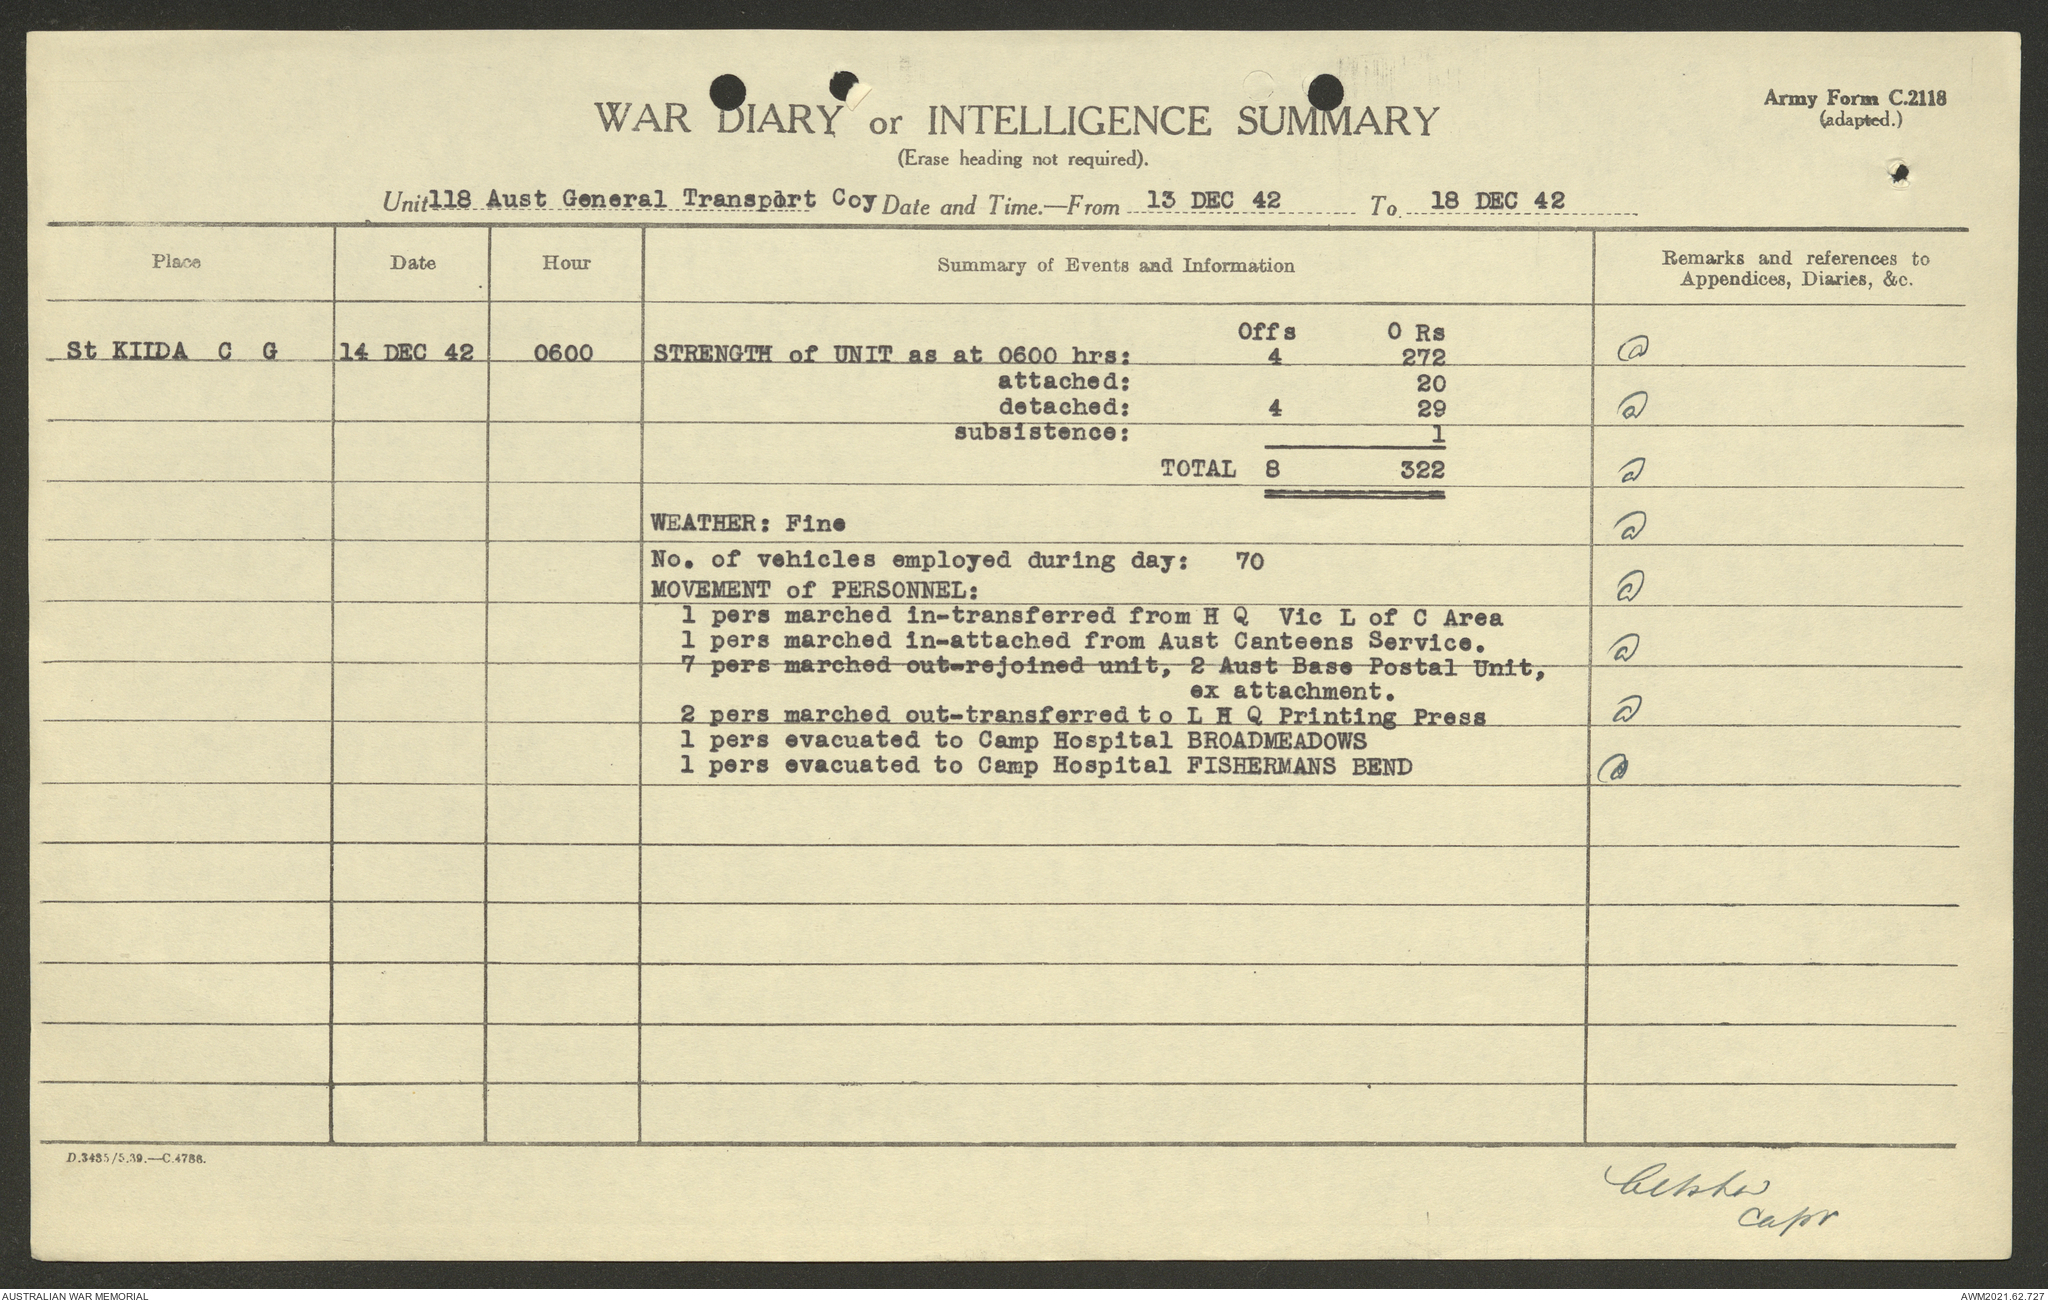 WAR DIARY or INTELLIGENCE SUMMARY
Army Form C.2118
(adapted.)
(Erase heading not required).
Unit 118 Aust General Transport Coy Date and Time.—From 13 DEC 42 To 18 DEC 42
Place Date Hour Summary of Events and Information Remarks and references to
Appendices, Diaries, &c.
Offs O Rs
St KIIDA C G 14 DEC 42 0600 STRENGTH of UNIT as at 0600 hrs: 4 272
attached: 20
detached: 4 29
subsistence: 1
TOTAL 8 322
WEATHER: Fine
No. of vehicles employed during day: 70
MOVEMENT of PERSONNEL:
1 pers marched in-transferred from H Q Vic L of C Area
1 pers marched in-attached from Aust Canteens Service.
7 pers marched out-rejoined unit, 2 Aust Base Postal Unit,
ex attachment.
2 pers marched out-transferred to L H Q Printing Press
1 pers evacuated to Camp Hospital BROADMEADOWS
1 pers evacuated to Camp Hospital FISHERMANS BEND
D.3485/5.39.—C.4788.
Capt
AUSTRALIAN WAR MEMORIAL
AWM2021.62.727